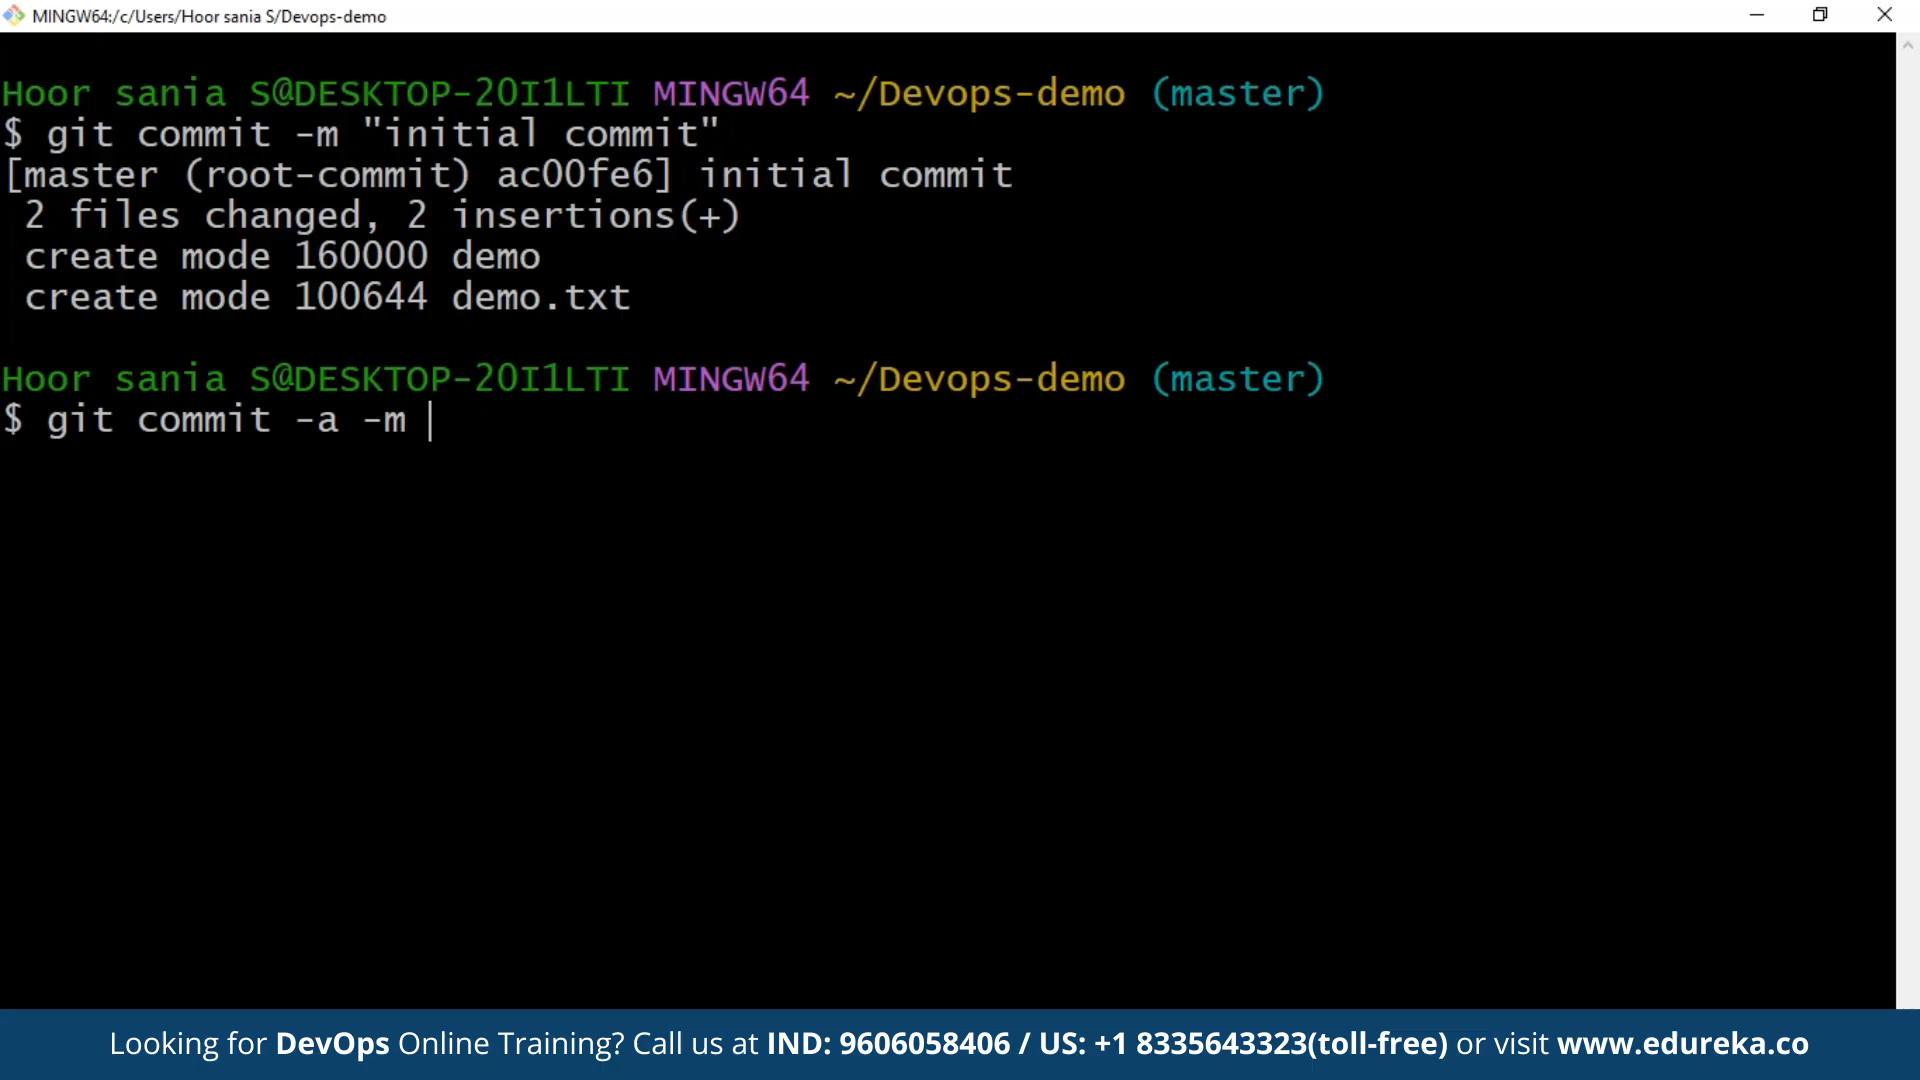 MINGW64:/c/Users/Hoor sania S/Devops-demo
Hoor sania S@DESKTOP-20I1LTI MINGW64 ~/Devops-demo (master)
$ git commit -m "initial commit"
[master (root-commit) ac00fe6] initial commit
 2 files changed, 2 insertions(+)
 create mode 160000 demo
 create mode 100644 demo.txt
Hoor sania S@DESKTOP-20I1LTI MINGW64 ~/Devops-demo (master)
$ git commit -a -m
Looking for DevOps Online Training? Call us at IND: 9606058406 / US: +1 8335643323(toll-free) or visit www.edureka.co